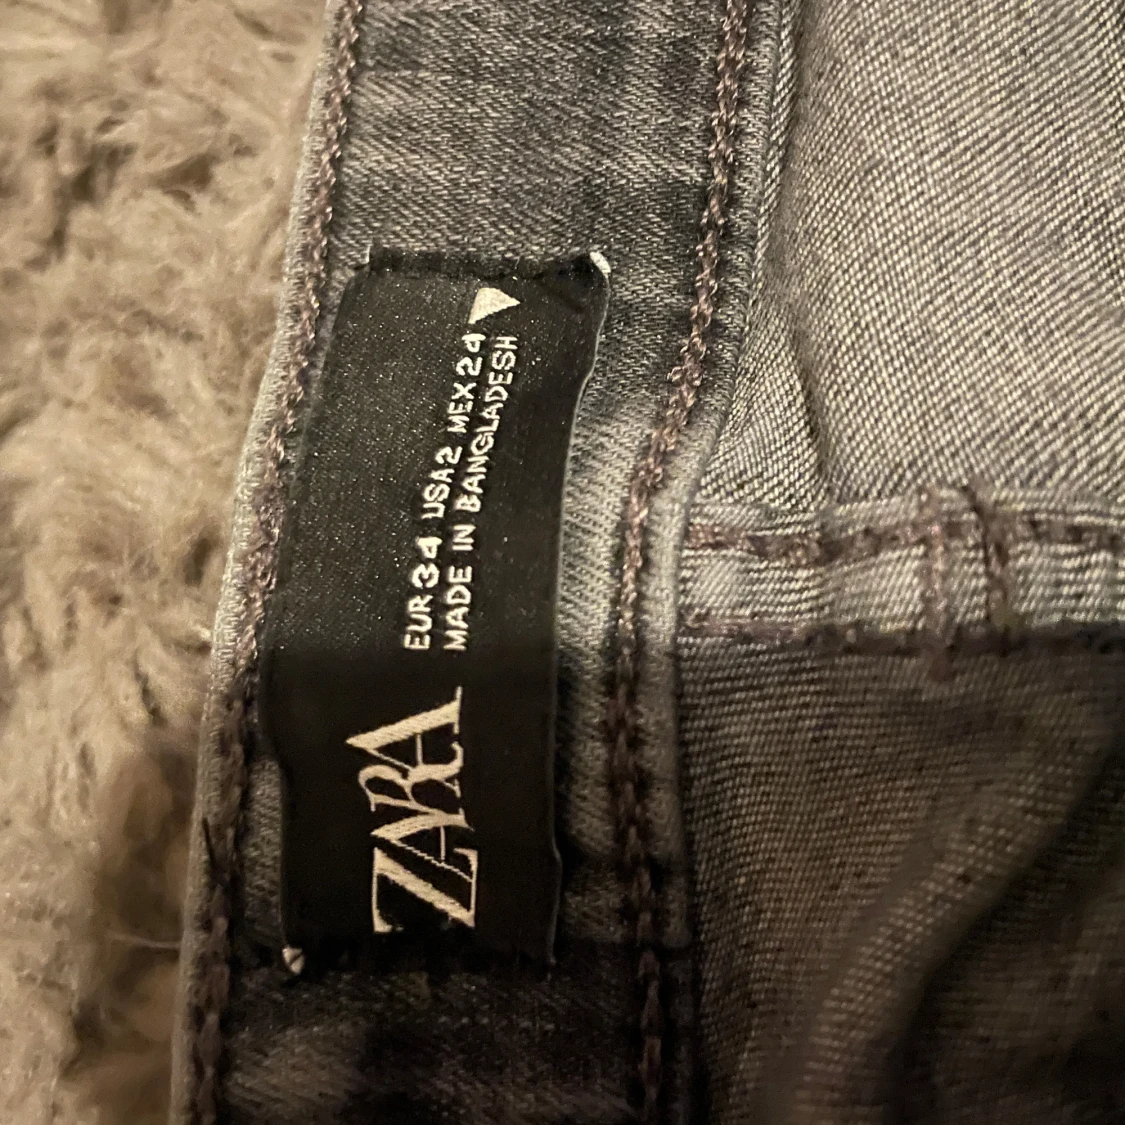 ZARA
EUR 34 USA 2 MEX 24
MADE IN BANGLADESH